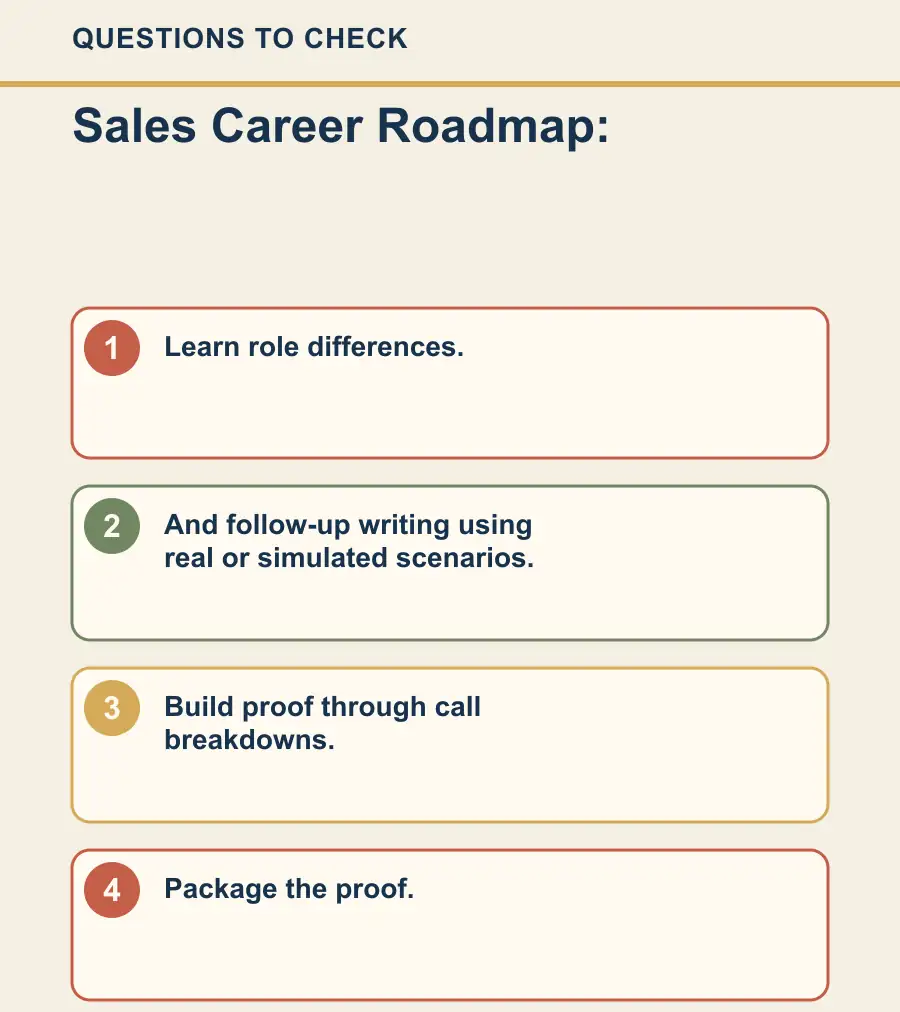 QUESTIONS TO CHECK
Sales Career Roadmap:
1 Learn role differences.
2 And follow-up writing using
real or simulated scenarios.
3 Build proof through call
breakdowns.
4 Package the proof.